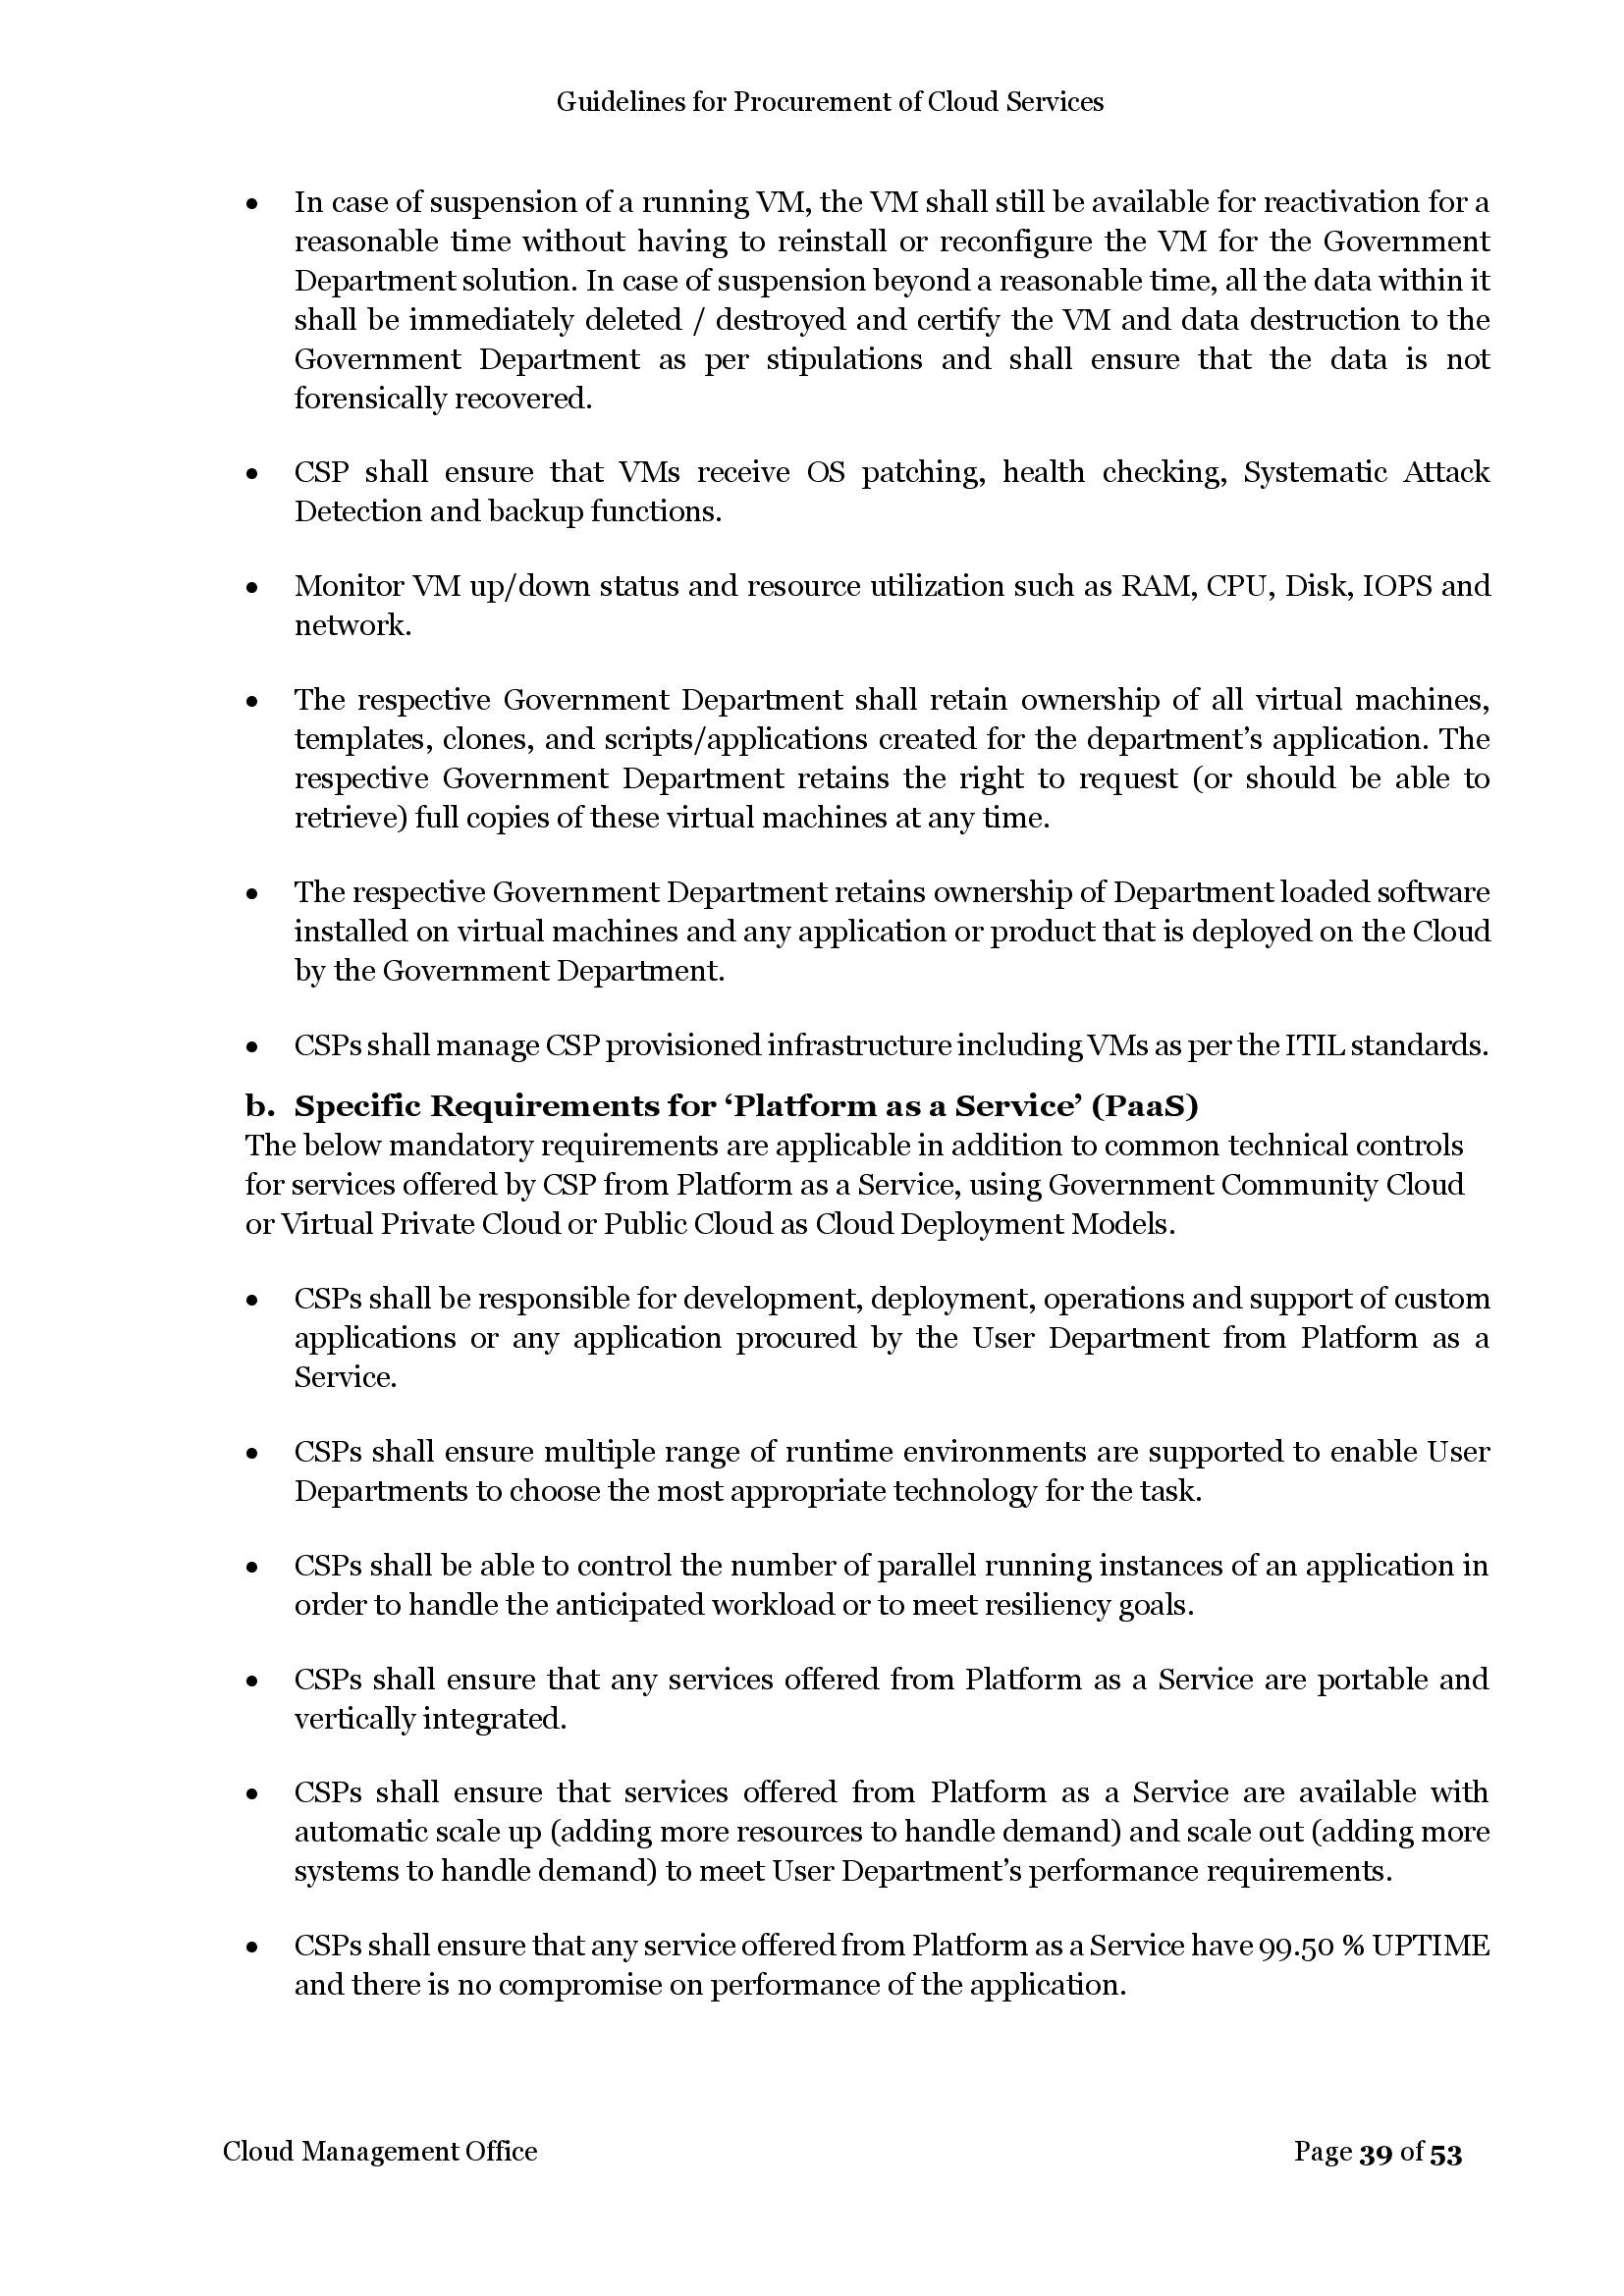 Guidelines for Procurement of Cloud Services
• In case of suspension of a running VM, the VM shall still be available for reactivation for a
reasonable time without having to reinstall or reconfigure the VM for the Government
Department solution. In case of suspension beyond a reasonable time, all the data within it
shall be immediately deleted / destroyed and certify the VM and data destruction to the
Government Department as per stipulations and shall ensure that the data is not
forensically recovered.
• CSP shall ensure that VMs receive OS patching, health checking, Systematic Attack
Detection and backup functions.
• Monitor VM up/down status and resource utilization such as RAM, CPU, Disk, IOPS and
network.
• The respective Government Department shall retain ownership of all virtual machines,
templates, clones, and scripts/applications created for the department’s application. The
respective Government Department retains the right to request (or should be able to
retrieve) full copies of these virtual machines at any time.
• The respective Government Department retains ownership of Department loaded software
installed on virtual machines and any application or product that is deployed on the Cloud
by the Government Department.
• CSPs shall manage CSP provisioned infrastructure including VMs as per the ITIL standards.
b. Specific Requirements for ‘Platform as a Service’ (PaaS)
The below mandatory requirements are applicable in addition to common technical controls
for services offered by CSP from Platform as a Service, using Government Community Cloud
or Virtual Private Cloud or Public Cloud as Cloud Deployment Models.
• CSPs shall be responsible for development, deployment, operations and support of custom
applications or any application procured by the User Department from Platform as a
Service.
• CSPs shall ensure multiple range of runtime environments are supported to enable User
Departments to choose the most appropriate technology for the task.
• CSPs shall be able to control the number of parallel running instances of an application in
order to handle the anticipated workload or to meet resiliency goals.
• CSPs shall ensure that any services offered from Platform as a Service are portable and
vertically integrated.
• CSPs shall ensure that services offered from Platform as a Service are available with
automatic scale up (adding more resources to handle demand) and scale out (adding more
systems to handle demand) to meet User Department’s performance requirements.
• CSPs shall ensure that any service offered from Platform as a Service have 99.50 % UPTIME
and there is no compromise on performance of the application.
Cloud Management Office
Page 39 of 53